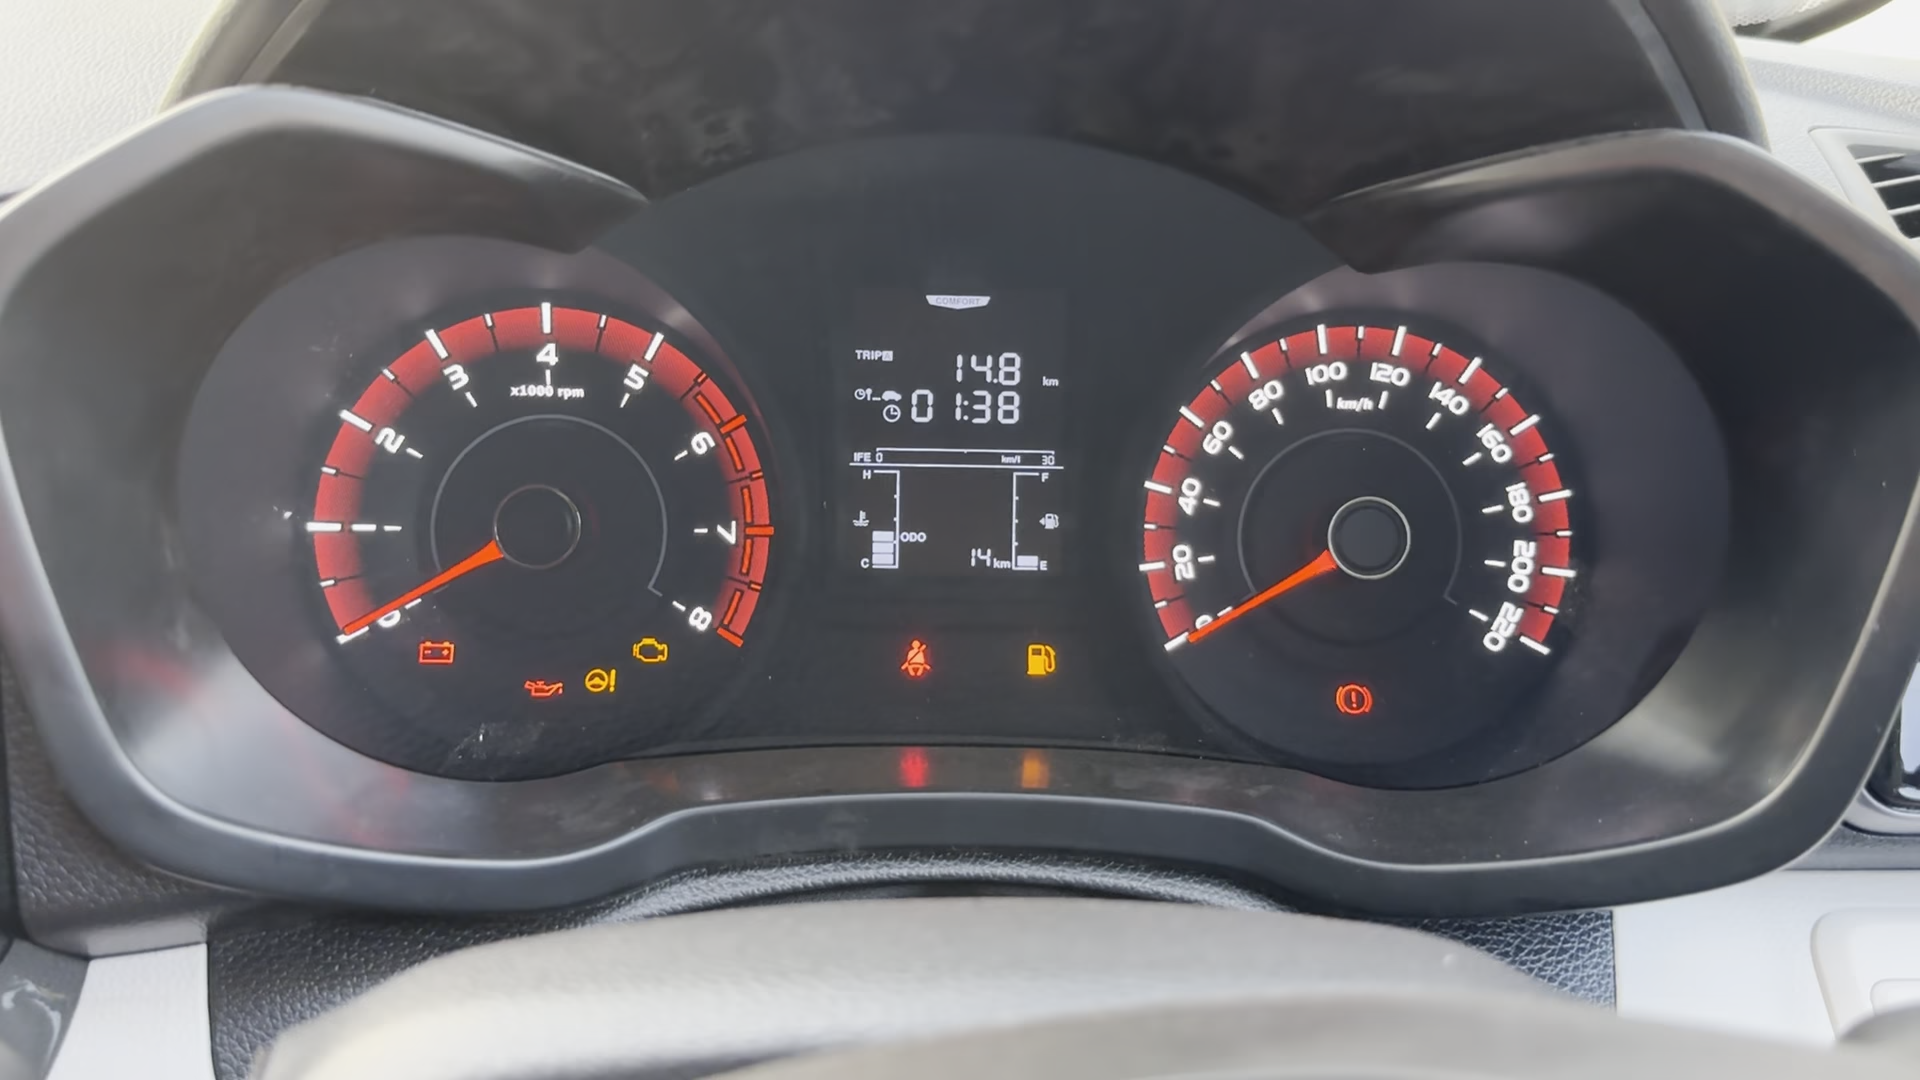 COMFORT
TRIP A 14.8 km
01:38
IFE 0 km/l 30
H F
ODO
14 km
C E
0 1 2 3 4 5 6 7 8
x1000 rpm
0 20 40 60 80 100 120 140 160 180 200 220
km/h